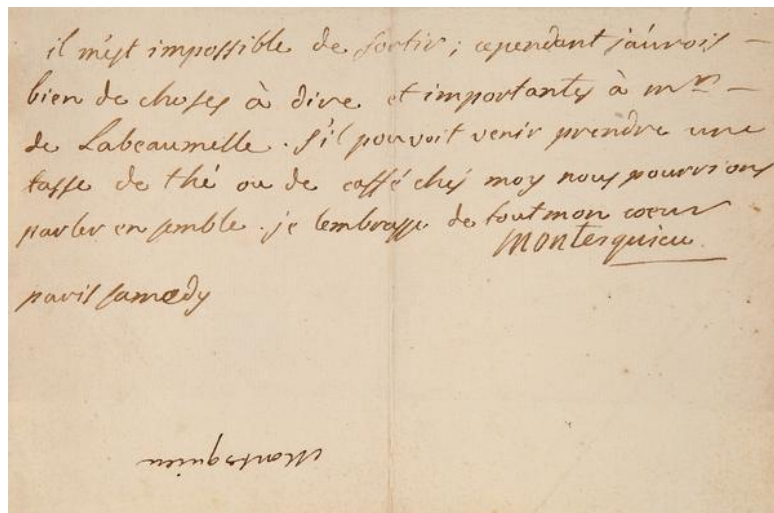 il m'est impossible de sortir ; cependant j'aurois –
bien de choses à dire et importantes à mr –
de Labeaumelle . s'il pouvoit venir prendre une
tasse de thé ou de caffé chés moy nous pourrions
parler ensemble . je lembrasse de tout mon coeur
Montesquieu
paris samedy
Montesquieu